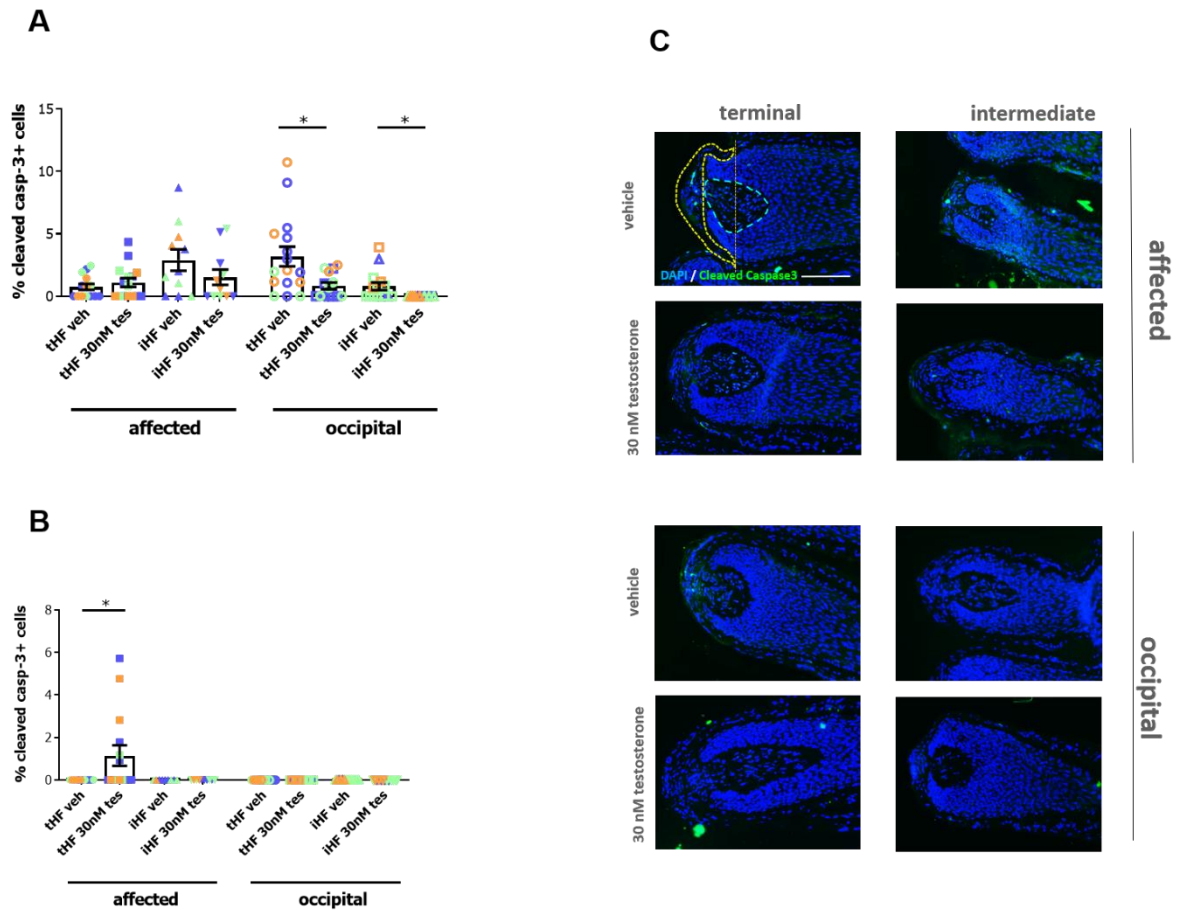 A
% cleaved casp-3+ cells
15
10
5
0
*
*
tHF veh
tHF 30nM tes
iHF veh
iHF 30nM tes
tHF veh
tHF 30nM tes
iHF veh
iHF 30nM tes
affected
occipital
B
% cleaved casp-3+ cells
8
6
4
2
0
*
tHF veh
tHF 30nM tes
iHF veh
iHF 30nM tes
tHF veh
tHF 30nM tes
iHF veh
iHF 30nM tes
affected
occipital
C
terminal
intermediate
vehicle
DAPI / Cleaved Caspase3
30 nM testosterone
affected
vehicle
30 nM testosterone
occipital